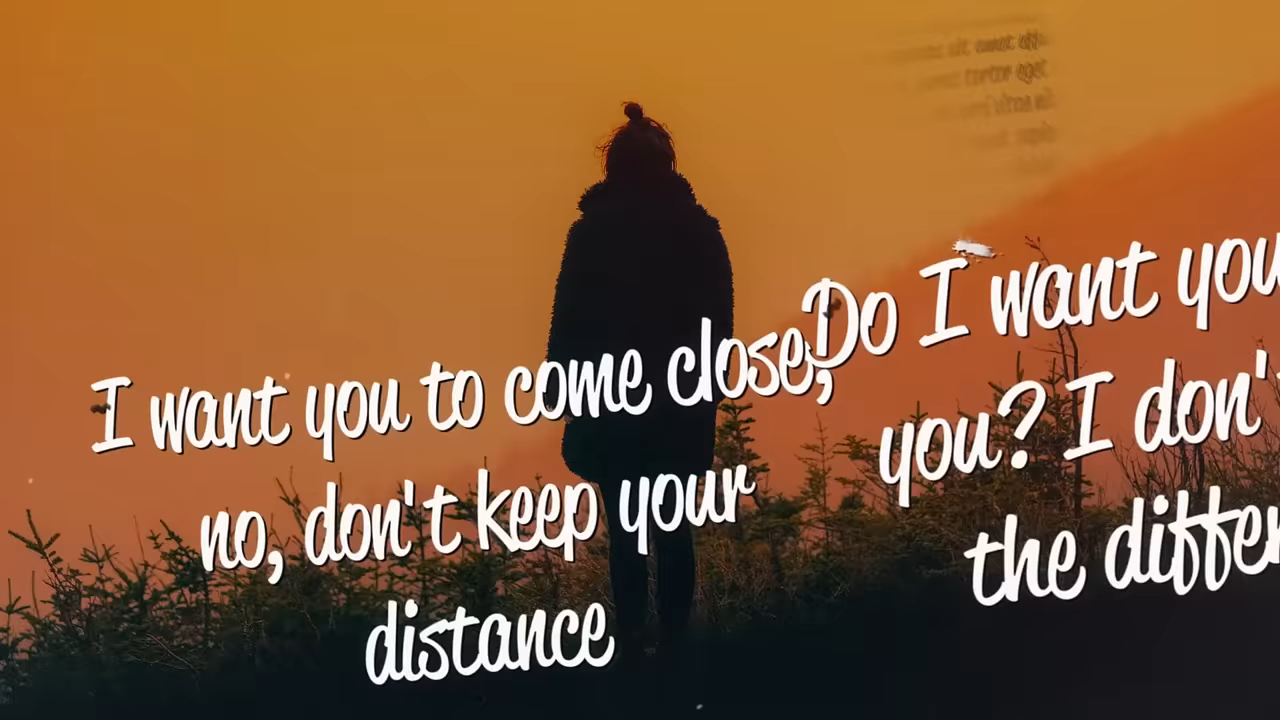 I want you to come close,
no, don't keep your
distance
Do I want you
you? I don't
the differ